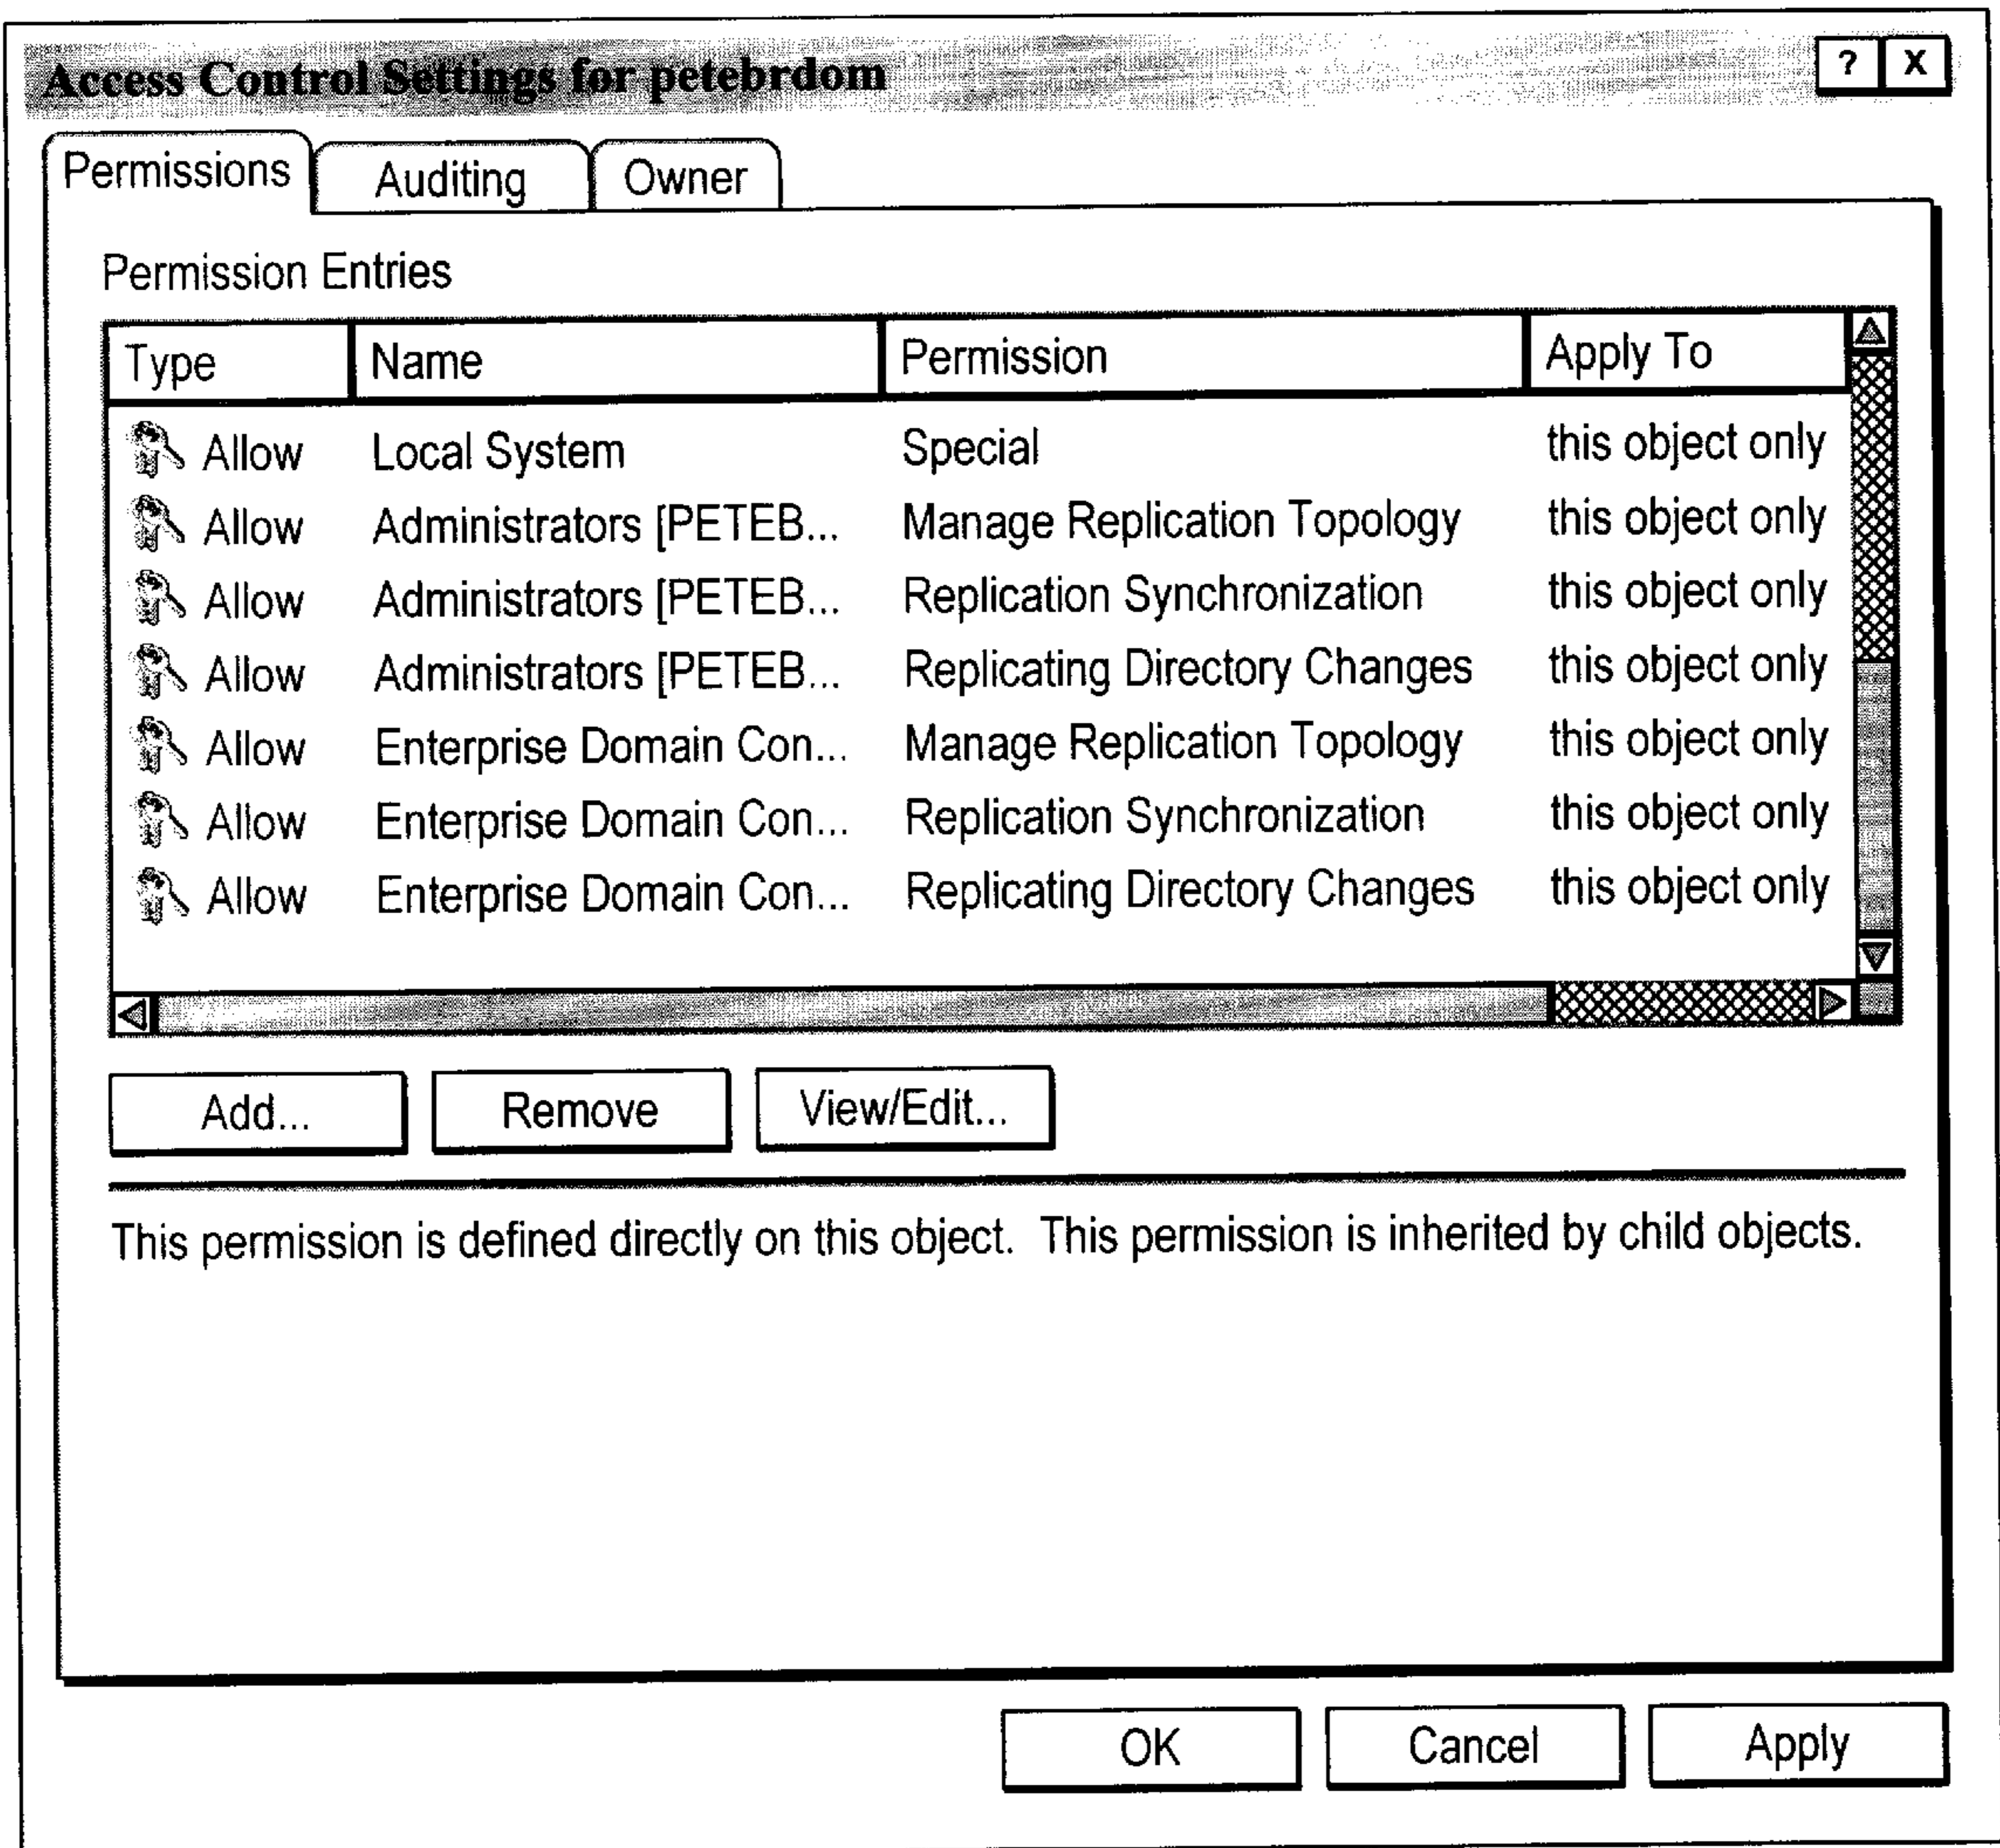 Access Control Settings for petebrdom ? X
Permissions Auditing Owner
Permission Entries
Type Name Permission Apply To
Allow Local System Special this object only
Allow Administrators [PETEB... Manage Replication Topology this object only
Allow Administrators [PETEB... Replication Synchronization this object only
Allow Administrators [PETEB... Replicating Directory Changes this object only
Allow Enterprise Domain Con... Manage Replication Topology this object only
Allow Enterprise Domain Con... Replication Synchronization this object only
Allow Enterprise Domain Con... Replicating Directory Changes this object only
Add... Remove View/Edit...
This permission is defined directly on this object. This permission is inherited by child objects.
OK Cancel Apply